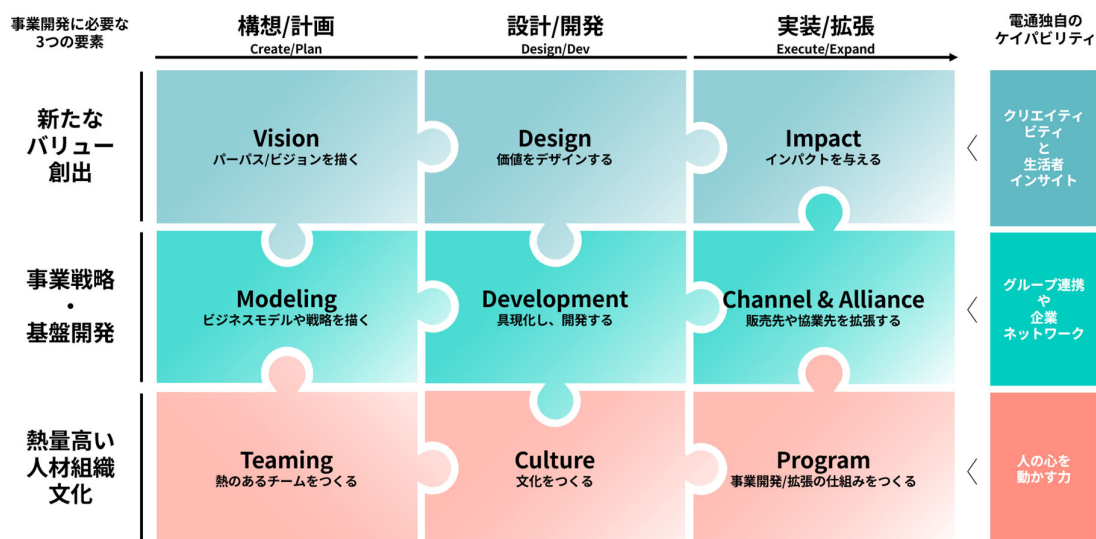 事業開発に必要な
3つの要素
構想/計画
Create/Plan
設計/開発
Design/Dev
実装/拡張
Execute/Expand
電通独自の
ケイパビリティ
新たな
バリュー
創出
Vision
パーパス/ビジョンを描く
Design
価値をデザインする
Impact
インパクトを与える
クリエイティ
ビティ
と
生活者
インサイト
事業戦略
・
基盤開発
Modeling
ビジネスモデルや戦略を描く
Development
具現化し、開発する
Channel & Alliance
販売先や協業先を拡張する
グループ連携
や
企業
ネットワーク
熱量高い
人材組織
文化
Teaming
熱のあるチームをつくる
Culture
文化をつくる
Program
事業開発/拡張の仕組みをつくる
人の心を
動かす力